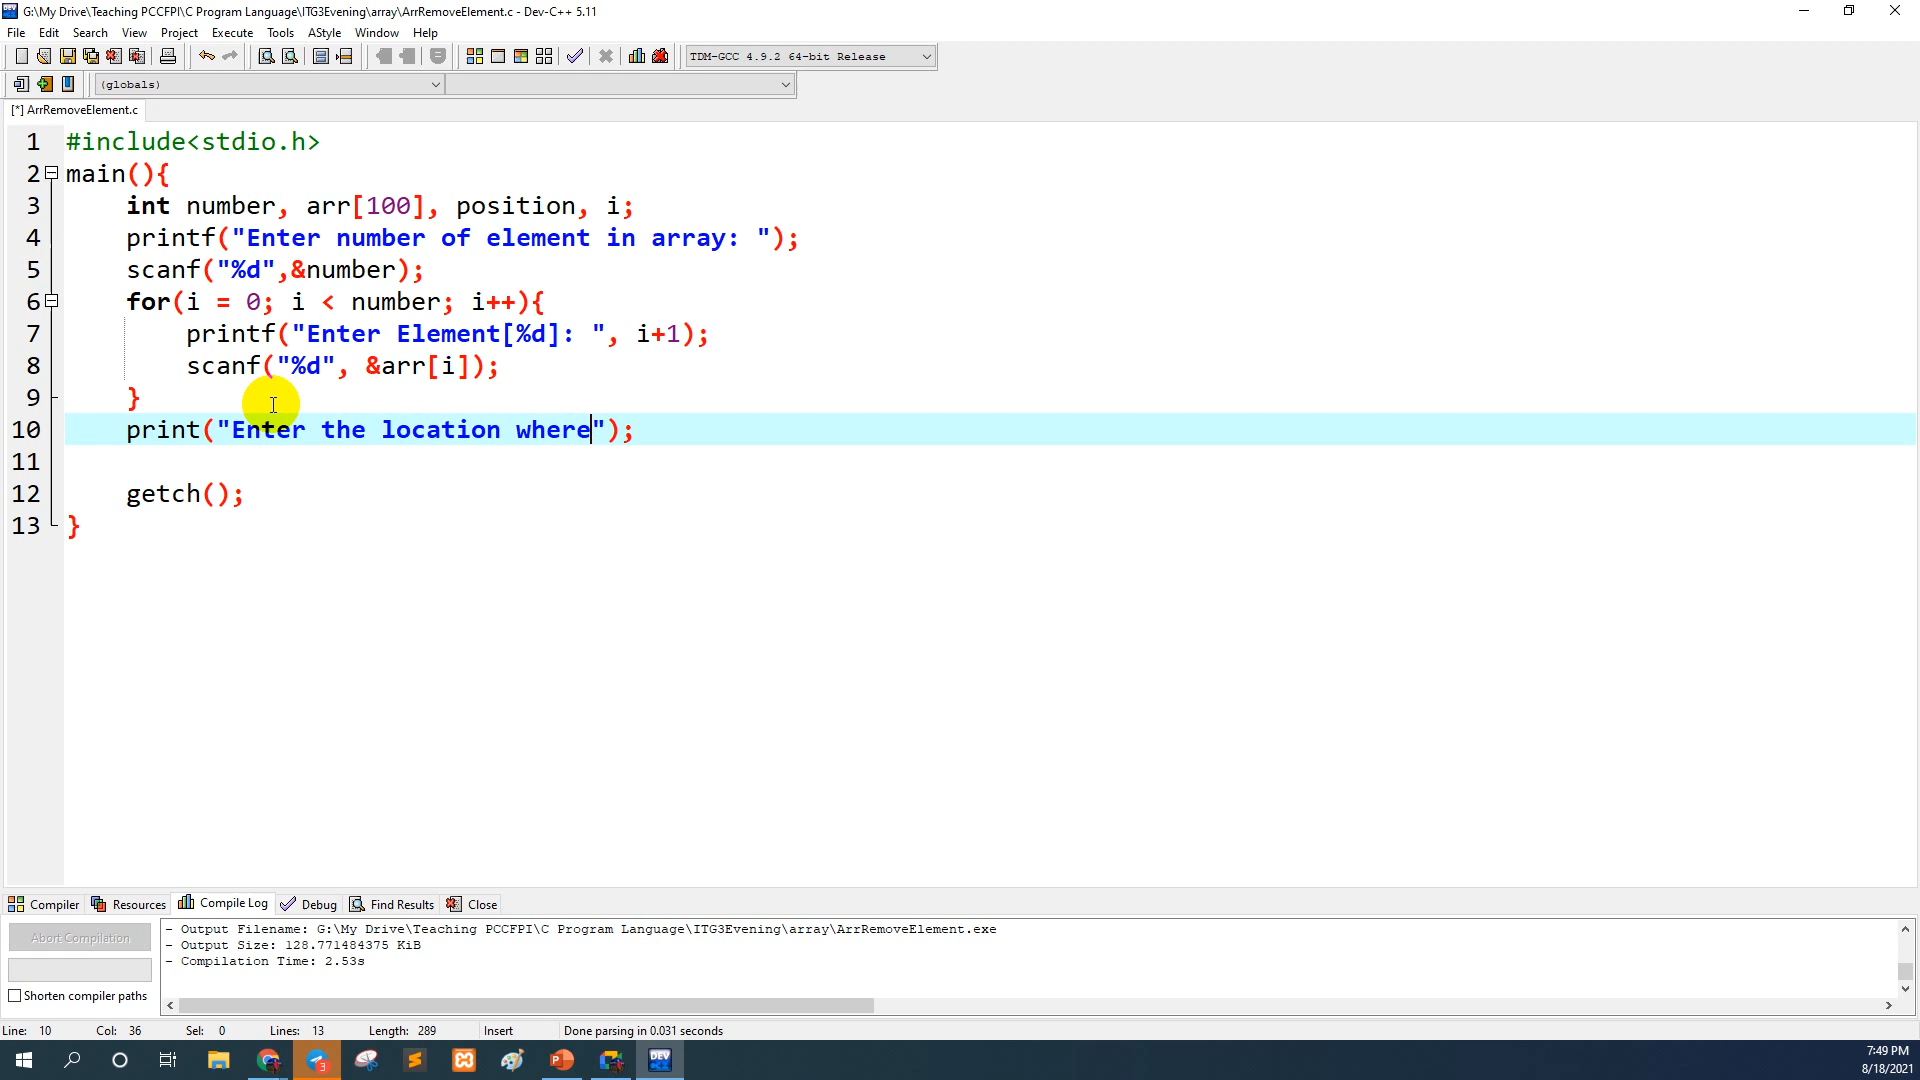 G:\My Drive\Teaching PCCFPI\C Program Language\ITG3Evening\array\ArrRemoveElement.c - Dev-C++ 5.11
File Edit Search View Project Execute Tools AStyle Window Help
TDM-GCC 4.9.2 64-bit Release
(globals)
[*] ArrRemoveElement.c
1 #include<stdio.h>
2 main(){
3 int number, arr[100], position, i;
4 printf("Enter number of element in array: ");
5 scanf("%d",&number);
6 for(i = 0; i < number; i++){
7 printf("Enter Element[%d]: ", i+1);
8 scanf("%d", &arr[i]);
9 }
10 print("Enter the location where");
11
12 getch();
13 }
Compiler Resources Compile Log Debug Find Results Close
Abort Compilation
Shorten compiler paths
- Output Filename: G:\My Drive\Teaching PCCFPI\C Program Language\ITG3Evening\array\ArrRemoveElement.exe
- Output Size: 128.771484375 KiB
- Compilation Time: 2.53s
Line: 10 Col: 36 Sel: 0 Lines: 13 Length: 289 Insert Done parsing in 0.031 seconds
3
DEV
7:49 PM
8/18/2021